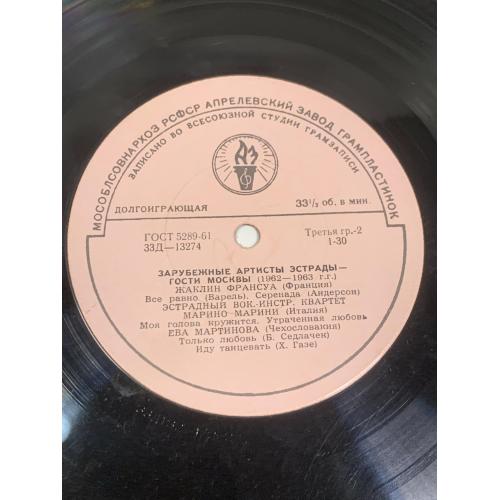 МОСОБЛСОВНАРХОЗ РСФСР АПРЕЛЕВСКИЙ ЗАВОД ГРАМПЛАСТИНОК
ЗАПИСАНО ВО ВСЕСОЮЗНОЙ СТУДИИ ГРАМЗАПИСИ
АЗ
ДОЛГОИГРАЮЩАЯ 33⅓ об. в мин.
ГОСТ 5289-61 Третья гр.-2
33Д—13274 1-30
ЗАРУБЕЖНЫЕ АРТИСТЫ ЭСТРАДЫ—
ГОСТИ МОСКВЫ (1962—1963 г.г.)
ЖАКЛИН ФРАНСУА (Франция)
Все равно (Варель). Серенада (Андерсон)
ЭСТРАДНЫЙ ВОК.-ИНСТР. КВАРТЕТ
МАРИНО-МАРИНИ (Италия)
Моя голова кружится. Утраченная любовь
ЕВА МАРТИНОВА (Чехословакия)
Только любовь (Б. Седлачек)
Иду танцевать (Х. Газе)